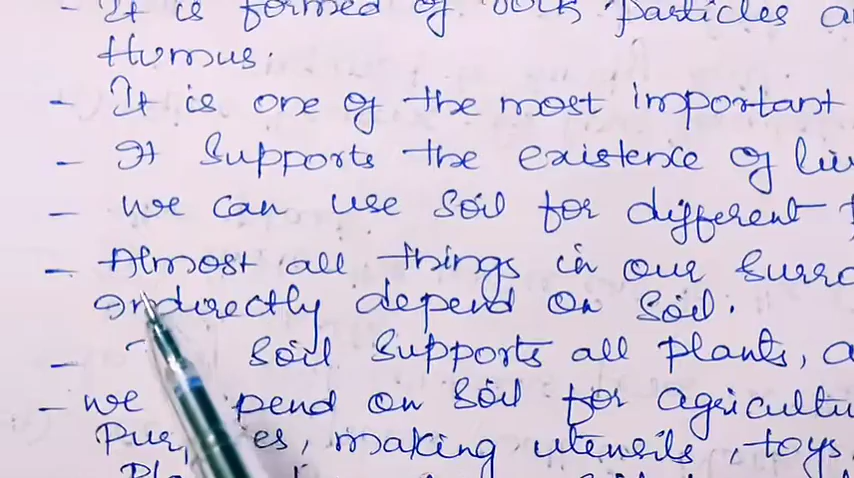 - It is formed of rock particles a
Humus.
- It is one of the most important
- It supports the existence of liv
- we can use soil for different
- Almost all things in our surro
Indirectly depend on soil.
- soil supports all plants, a
- we pend on soil for agricultu
Pur es, making utensils, toys